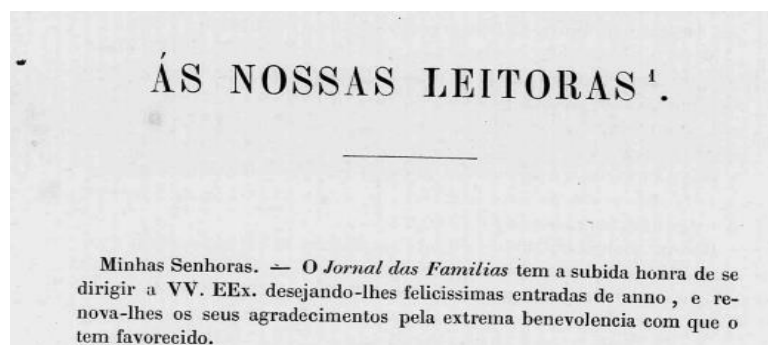 ÁS NOSSAS LEITORAS¹.
Minhas Senhoras. — O Jornal das Familias tem a subida honra de se
dirigir a VV. EEx. desejando-lhes felicissimas entradas de anno, e re-
nova-lhes os seus agradecimentos pela extrema benevolencia com que o
tem favorecido.